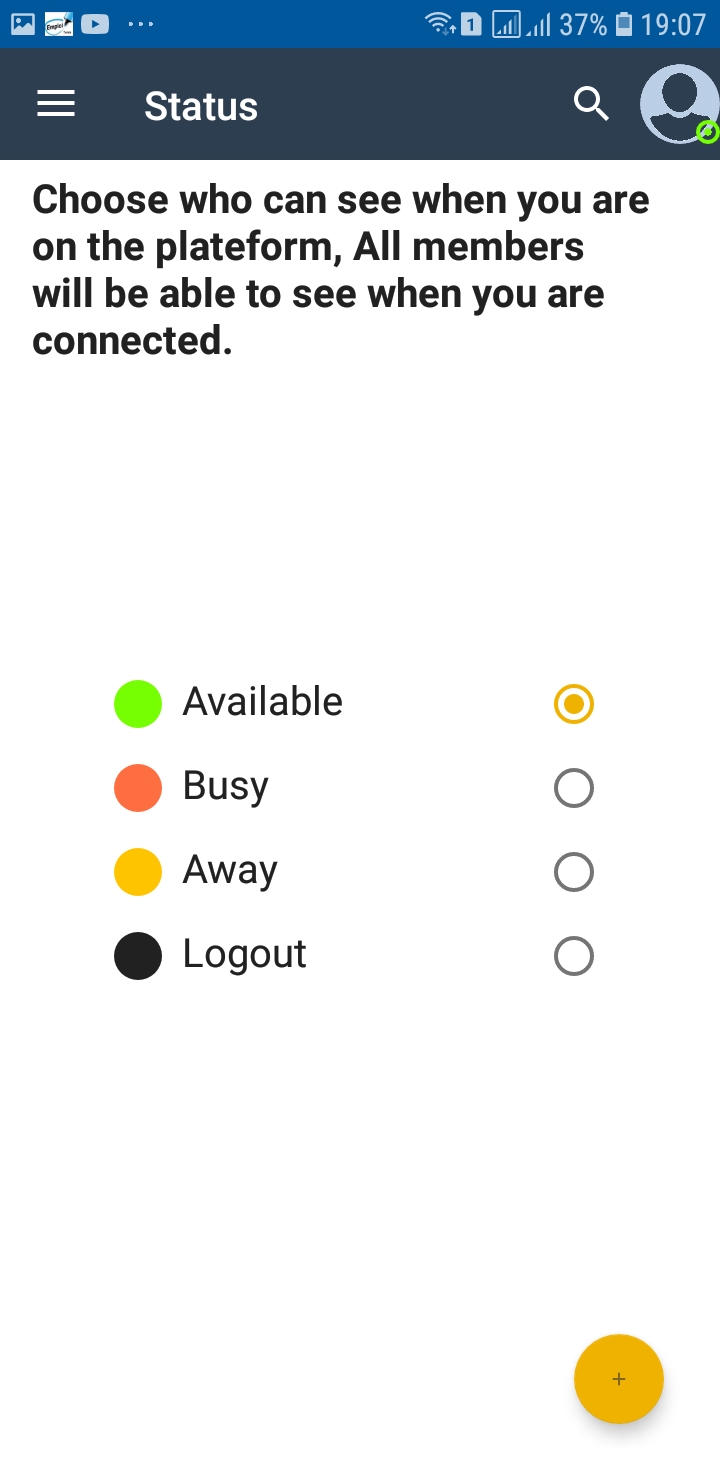 1 37% 19:07
Status
Choose who can see when you are
on the plateform, All members
will be able to see when you are
connected.
Available
Busy
Away
Logout
+